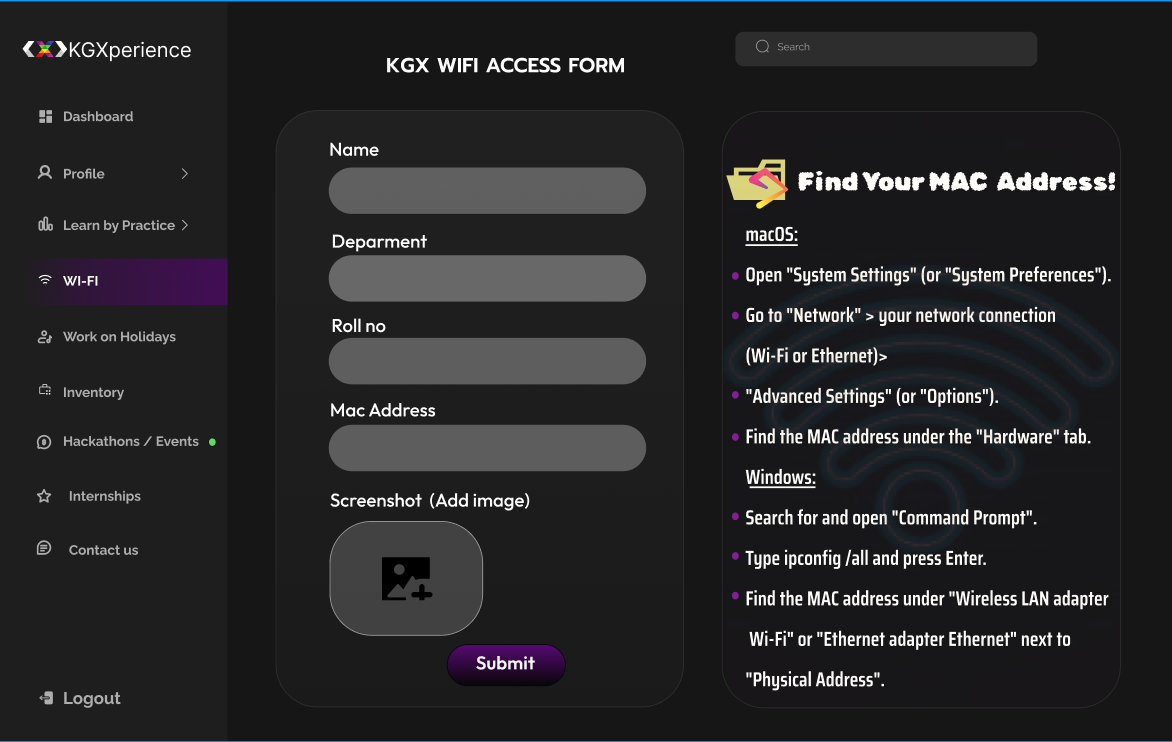 KGXperience
Dashboard
Profile
Learn by Practice
WI-FI
Work on Holidays
Inventory
Hackathons / Events
Internships
Contact us
Logout
KGX WIFI ACCESS FORM
Search
Name
Deparment
Roll no
Mac Address
Screenshot (Add image)
Submit
Find Your MAC Address!
macOS:
Open "System Settings" (or "System Preferences").
Go to "Network" > your network connection
(Wi-Fi or Ethernet)>
"Advanced Settings" (or "Options").
Find the MAC address under the "Hardware" tab.
Windows:
Search for and open "Command Prompt".
Type ipconfig /all and press Enter.
Find the MAC address under "Wireless LAN adapter
Wi-Fi" or "Ethernet adapter Ethernet" next to
"Physical Address".